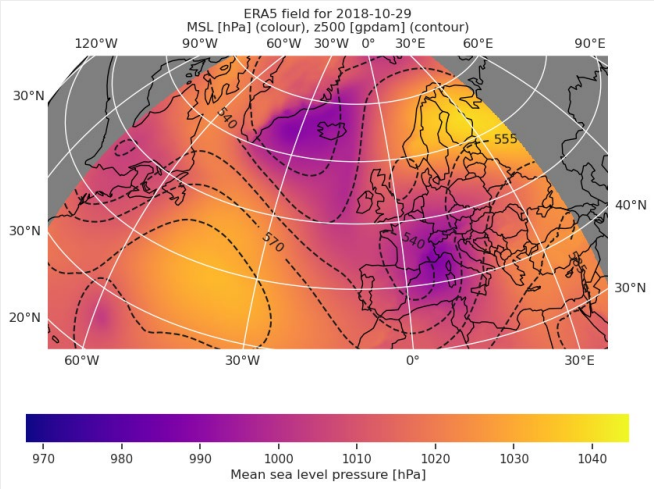 ERA5 field for 2018-10-29
MSL [hPa] (colour), z500 [gpdam] (contour)
120°W 90°W 60°W 30°W 0° 30°E 60°E 90°E
30°N
540
555
40°N
30°N
570
540
30°N
20°N
60°W 30°W 0° 30°E
970 980 990 1000 1010 1020 1030 1040
Mean sea level pressure [hPa]